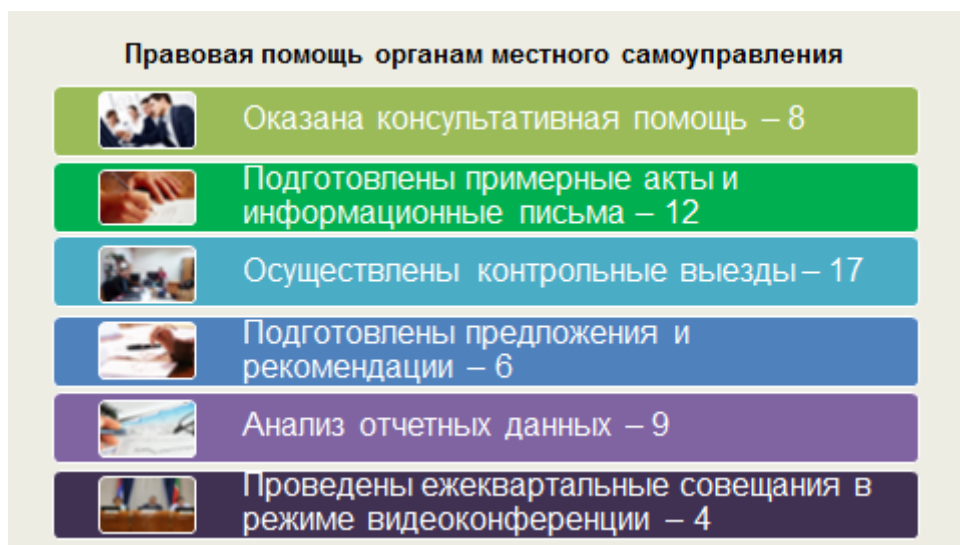 Правовая помощь органам местного самоуправления
Оказана консультативная помощь – 8
Подготовлены примерные акты и
информационные письма – 12
Осуществлены контрольные выезды – 17
Подготовлены предложения и
рекомендации – 6
Анализ отчетных данных – 9
Проведены ежеквартальные совещания в
режиме видеоконференции – 4